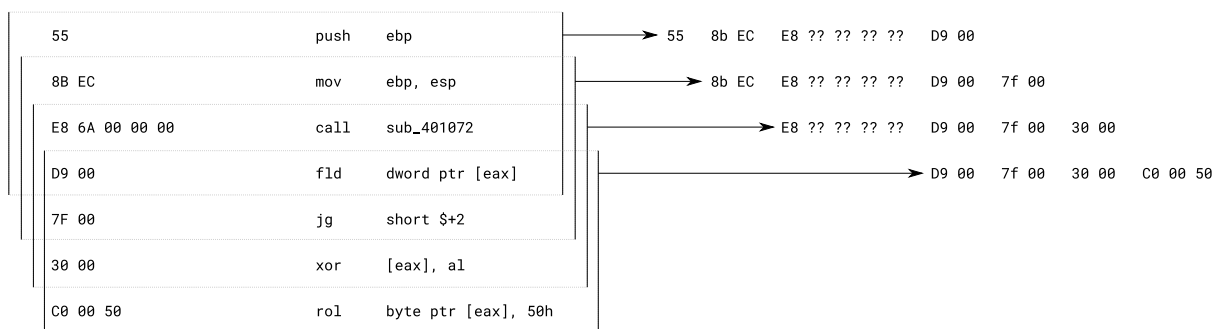 55 push ebp 55 8b EC E8 ?? ?? ?? ?? D9 00
8B EC mov ebp, esp 8b EC E8 ?? ?? ?? ?? D9 00 7f 00
E8 6A 00 00 00 call sub_401072 E8 ?? ?? ?? ?? D9 00 7f 00 30 00
D9 00 fld dword ptr [eax] D9 00 7f 00 30 00 C0 00 50
7F 00 jg short $+2
30 00 xor [eax], al
C0 00 50 rol byte ptr [eax], 50h